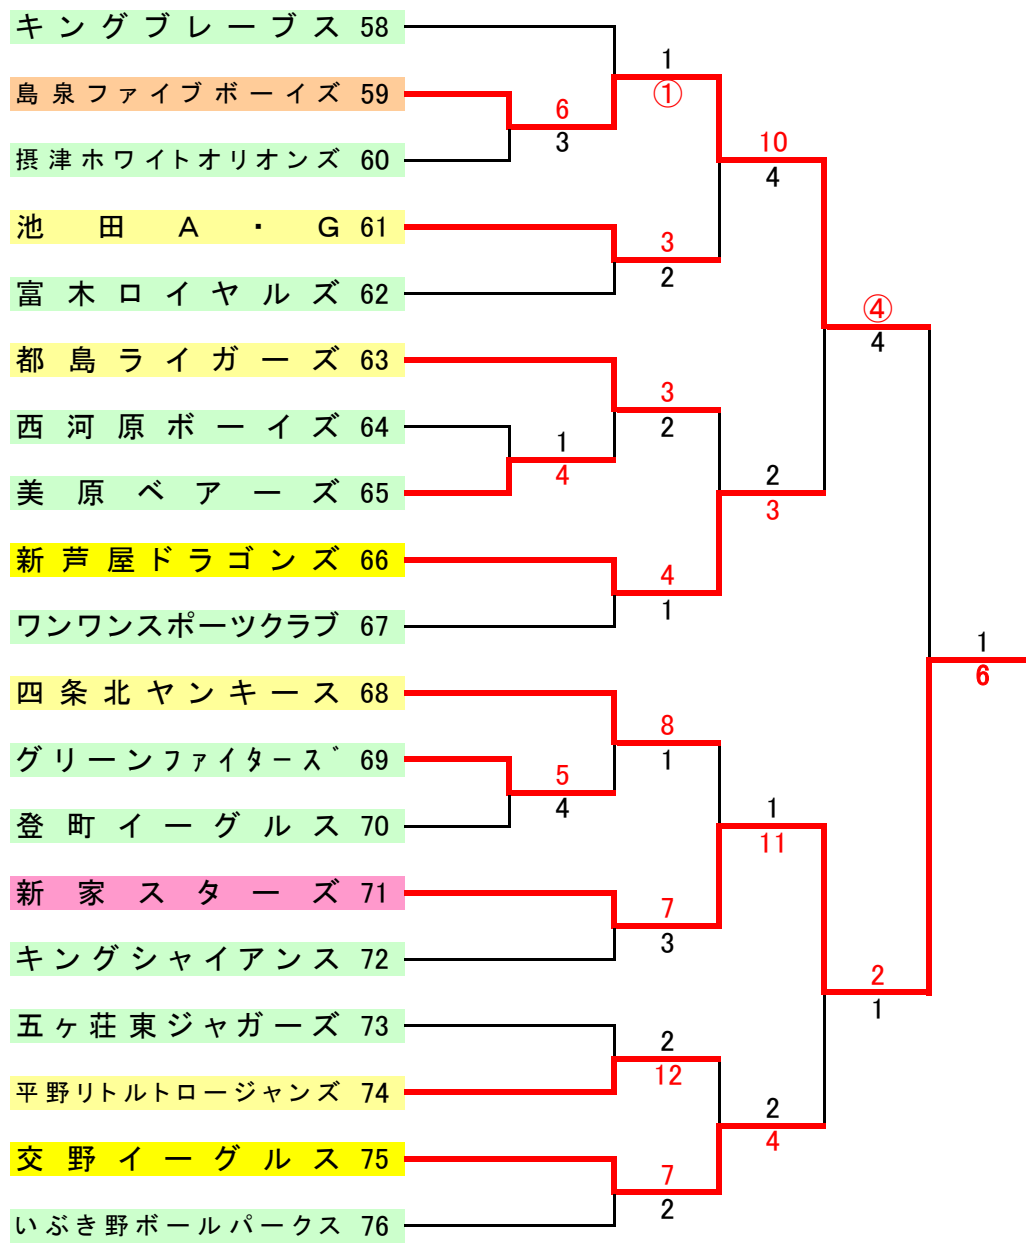 キングブレーブス 58
1
島泉ファイブボーイズ 59
①
6
3
10
4
摂津ホワイトオリオンズ 60
池田A・G 61
3
2
富木ロイヤルズ 62
④
4
都島ライガーズ 63
3
2
西河原ボーイズ 64
1
4
美原ベアーズ 65
2
3
新芦屋ドラゴンズ 66
4
1
ワンワンスポーツクラブ 67
1
6
四条北ヤンキース 68
8
1
グリーンファイターズ 69
5
4
登町イーグルス 70
1
11
新家スターズ 71
7
3
キングシャイアンス 72
2
1
五ヶ荘東ジャガーズ 73
2
12
平野リトルトロージャンズ 74
2
4
交野イーグルス 75
7
2
いぶき野ボールパークス 76